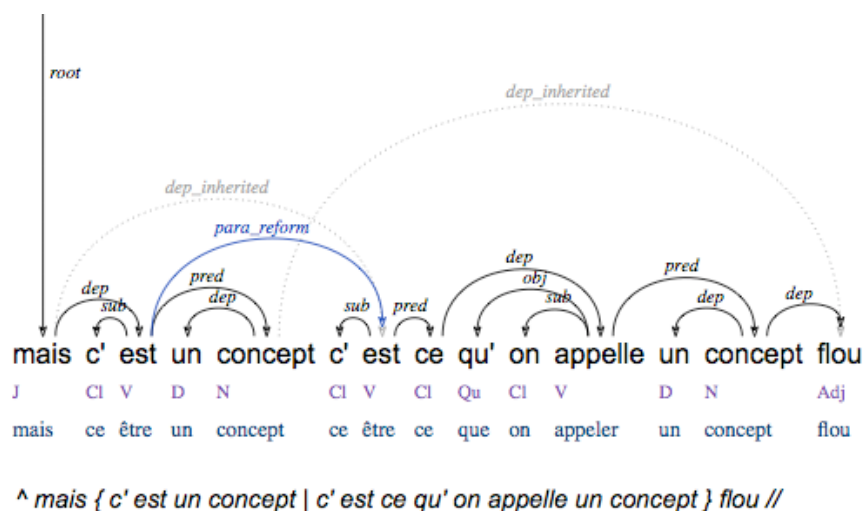 root
dep_inherited
dep_inherited
para_reform
dep sub pred dep sub pred dep obj sub pred dep dep
mais c' est un concept c' est ce qu' on appelle un concept flou
J Cl V D N Cl V Cl Qu Cl V D N Adj
mais ce être un concept ce être ce que on appeler un concept flou
^ mais { c' est un concept | c' est ce qu' on appelle un concept } flou //